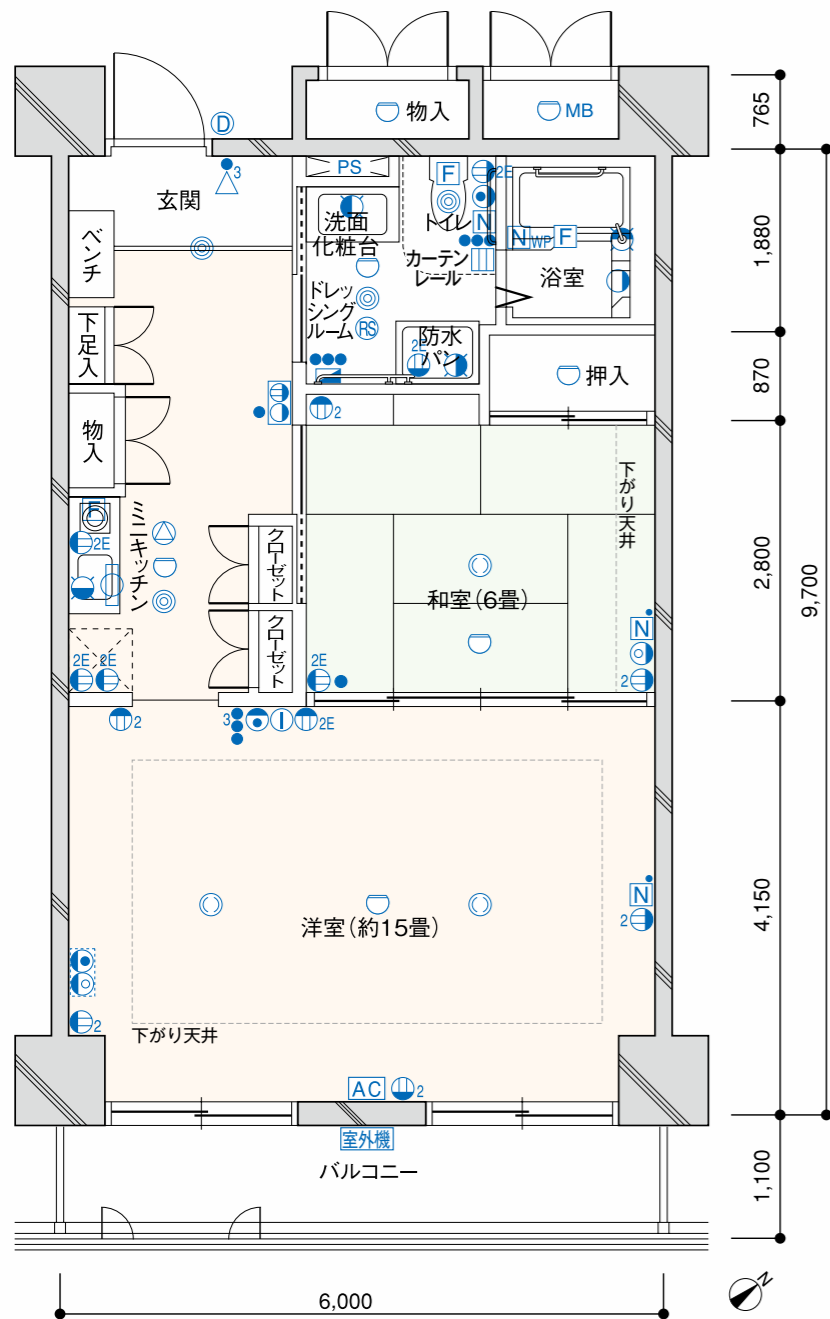 物入
MB
D
3
PS
F
2E
玄関
洗面
化粧台
トイレ
N
N
WP
F
ベンチ
カーテン
レール
浴室
ドレッ
シング
ルーム
RS
下足入
防水
パン
2E
押入
2
物入
下がり天井
F
2E
ミニキッチン
クローゼット
和室（6畳）
クローゼット
N
2E
2E
2E
2
2
3
2E
N
2
洋室（約15畳）
2
下がり天井
AC
2
室外機
バルコニー
765
1,880
870
2,800
4,150
9,700
1,100
6,000
N